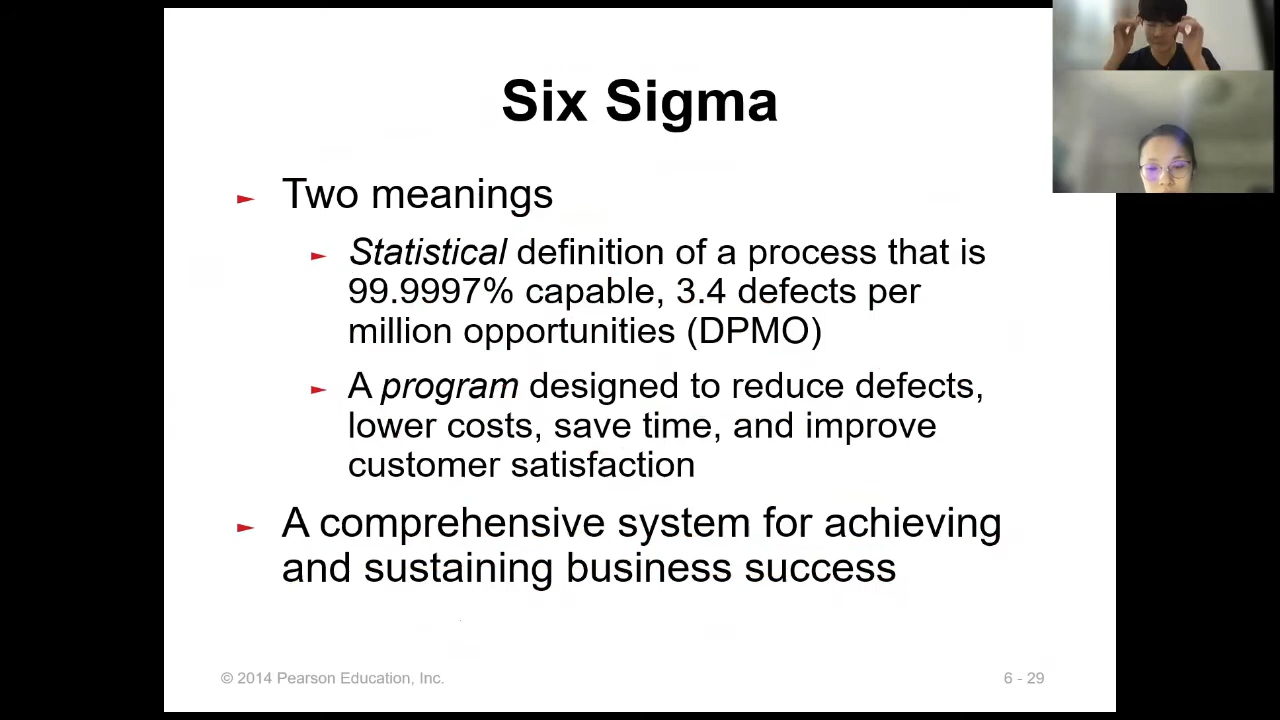 Six Sigma
► Two meanings
► Statistical definition of a process that is
99.9997% capable, 3.4 defects per
million opportunities (DPMO)
► A program designed to reduce defects,
lower costs, save time, and improve
customer satisfaction
► A comprehensive system for achieving
and sustaining business success
© 2014 Pearson Education, Inc.
6 - 29